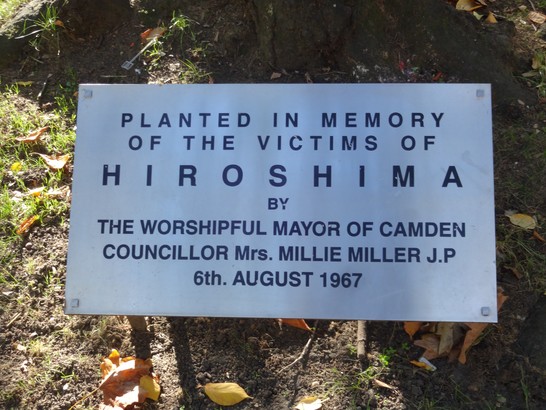 PLANTED IN MEMORY
OF THE VICTIMS OF
HIROSHIMA
BY
THE WORSHIPFUL MAYOR OF CAMDEN
COUNCILLOR Mrs. MILLIE MILLER J.P
6th. AUGUST 1967